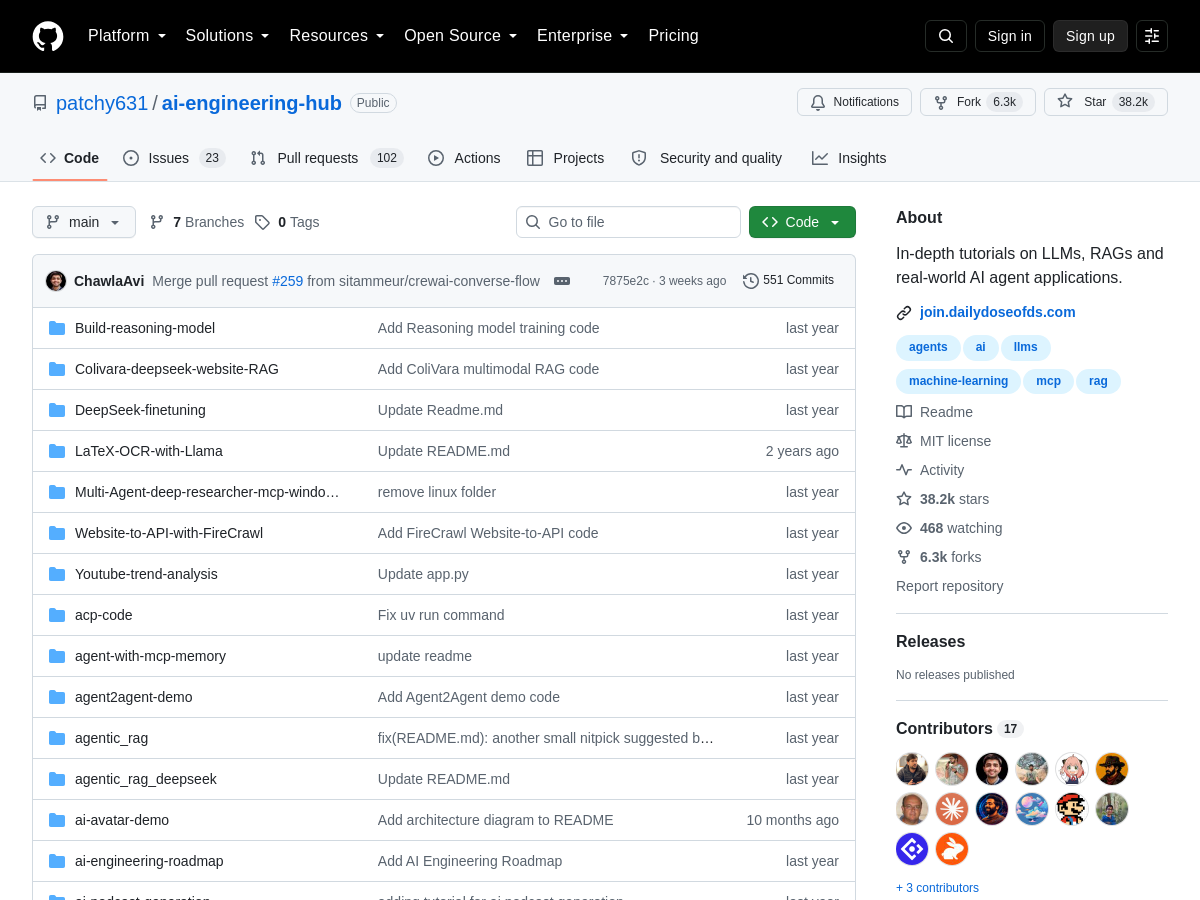 Platform Solutions Resources Open Source Enterprise Pricing Sign in Sign up
patchy631 / ai-engineering-hub Public Notifications Fork 6.3k Star 38.2k
Code Issues 23 Pull requests 102 Actions Projects Security and quality Insights
main 7 Branches 0 Tags Go to file Code
ChawlaAvi Merge pull request #259 from sitammeur/crewai-converse-flow 7875e2c · 3 weeks ago 551 Commits
Build-reasoning-model Add Reasoning model training code last year
Colivara-deepseek-website-RAG Add ColiVara multimodal RAG code last year
DeepSeek-finetuning Update Readme.md last year
LaTeX-OCR-with-Llama Update README.md 2 years ago
Multi-Agent-deep-researcher-mcp-windo… remove linux folder last year
Website-to-API-with-FireCrawl Add FireCrawl Website-to-API code last year
Youtube-trend-analysis Update app.py last year
acp-code Fix uv run command last year
agent-with-mcp-memory update readme last year
agent2agent-demo Add Agent2Agent demo code last year
agentic_rag fix(README.md): another small nitpick suggested b… last year
agentic_rag_deepseek Update README.md last year
ai-avatar-demo Add architecture diagram to README 10 months ago
ai-engineering-roadmap Add AI Engineering Roadmap last year
About
In-depth tutorials on LLMs, RAGs and
real-world AI agent applications.
join.dailydoseofds.com
agents ai llms
machine-learning mcp rag
Readme
MIT license
Activity
38.2k stars
468 watching
6.3k forks
Report repository
Releases
No releases published
Contributors 17
+ 3 contributors